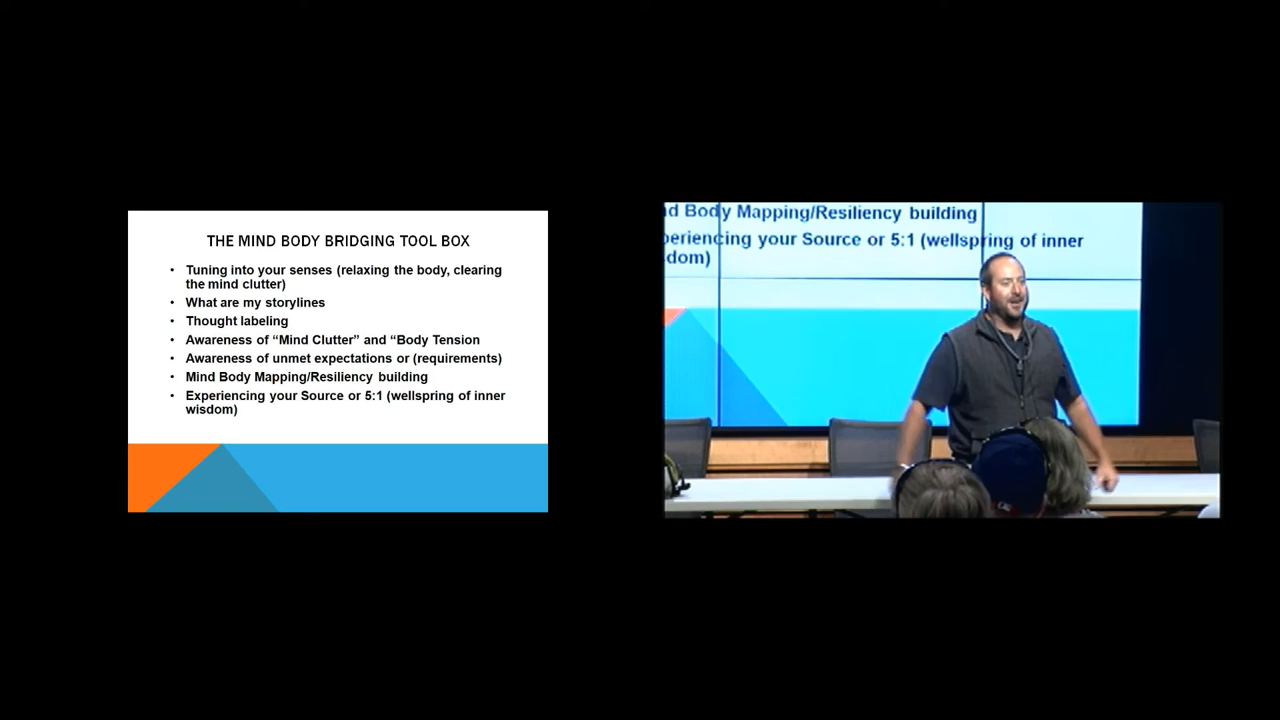 THE MIND BODY BRIDGING TOOL BOX
• Tuning into your senses (relaxing the body, clearing
the mind clutter)
• What are my storylines
• Thought labeling
• Awareness of “Mind Clutter” and “Body Tension
• Awareness of unmet expectations or (requirements)
• Mind Body Mapping/Resiliency building
• Experiencing your Source or 5:1 (wellspring of inner
wisdom)
d Body Mapping/Resiliency building
periencing your Source or 5:1 (wellspring of inner
dom)